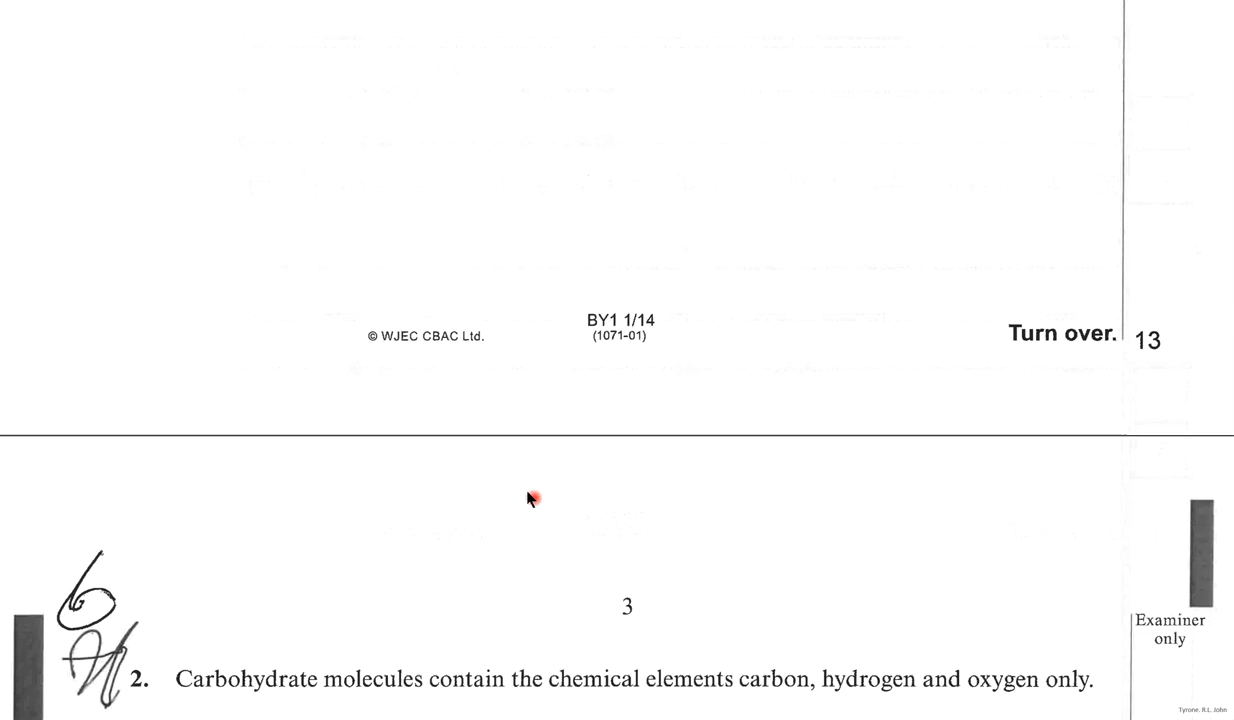 BY1 1/14
© WJEC CBAC Ltd.
(1071-01)
Turn over.
13
6
3
Examiner
only
2. Carbohydrate molecules contain the chemical elements carbon, hydrogen and oxygen only.
Tyrone. R.L. John